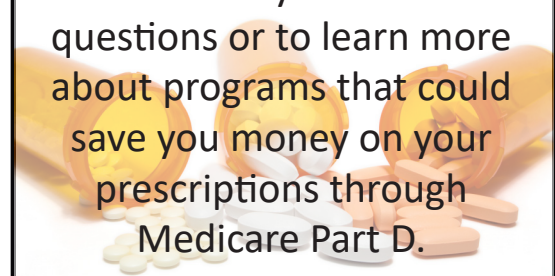 questions or to learn more
about programs that could
save you money on your
prescriptions through
Medicare Part D.